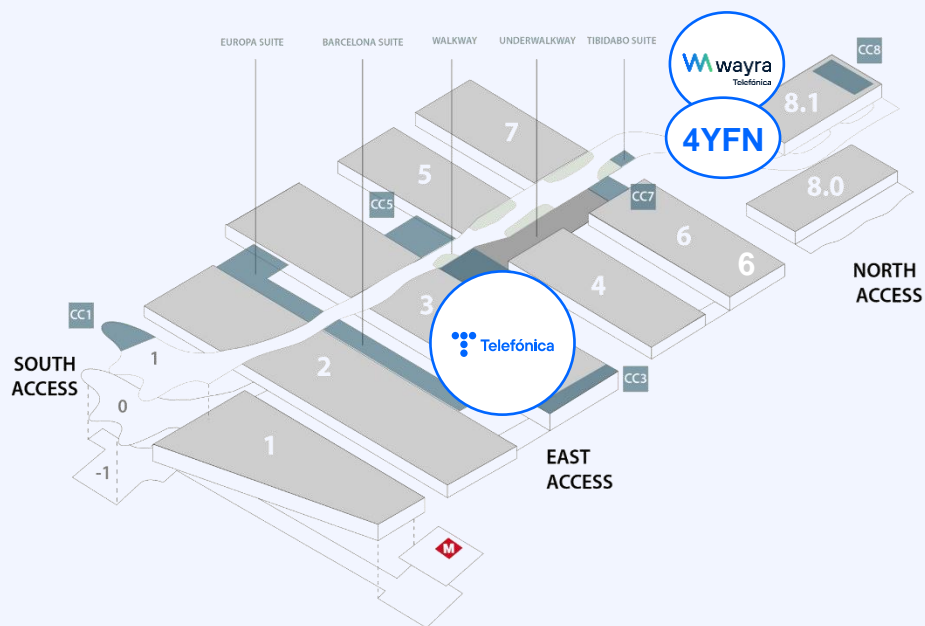 EUROPA SUITE
BARCELONA SUITE
WALKWAY
UNDERWALKWAY
TIBIDABO SUITE
wayra
Telefónica
4YFN
CC8
8.1
7
5
8.0
CC5
CC7
6
6
NORTH
ACCESS
4
3
Telefónica
CC1
1
SOUTH
ACCESS
2
CC3
0
1
EAST
ACCESS
-1
M